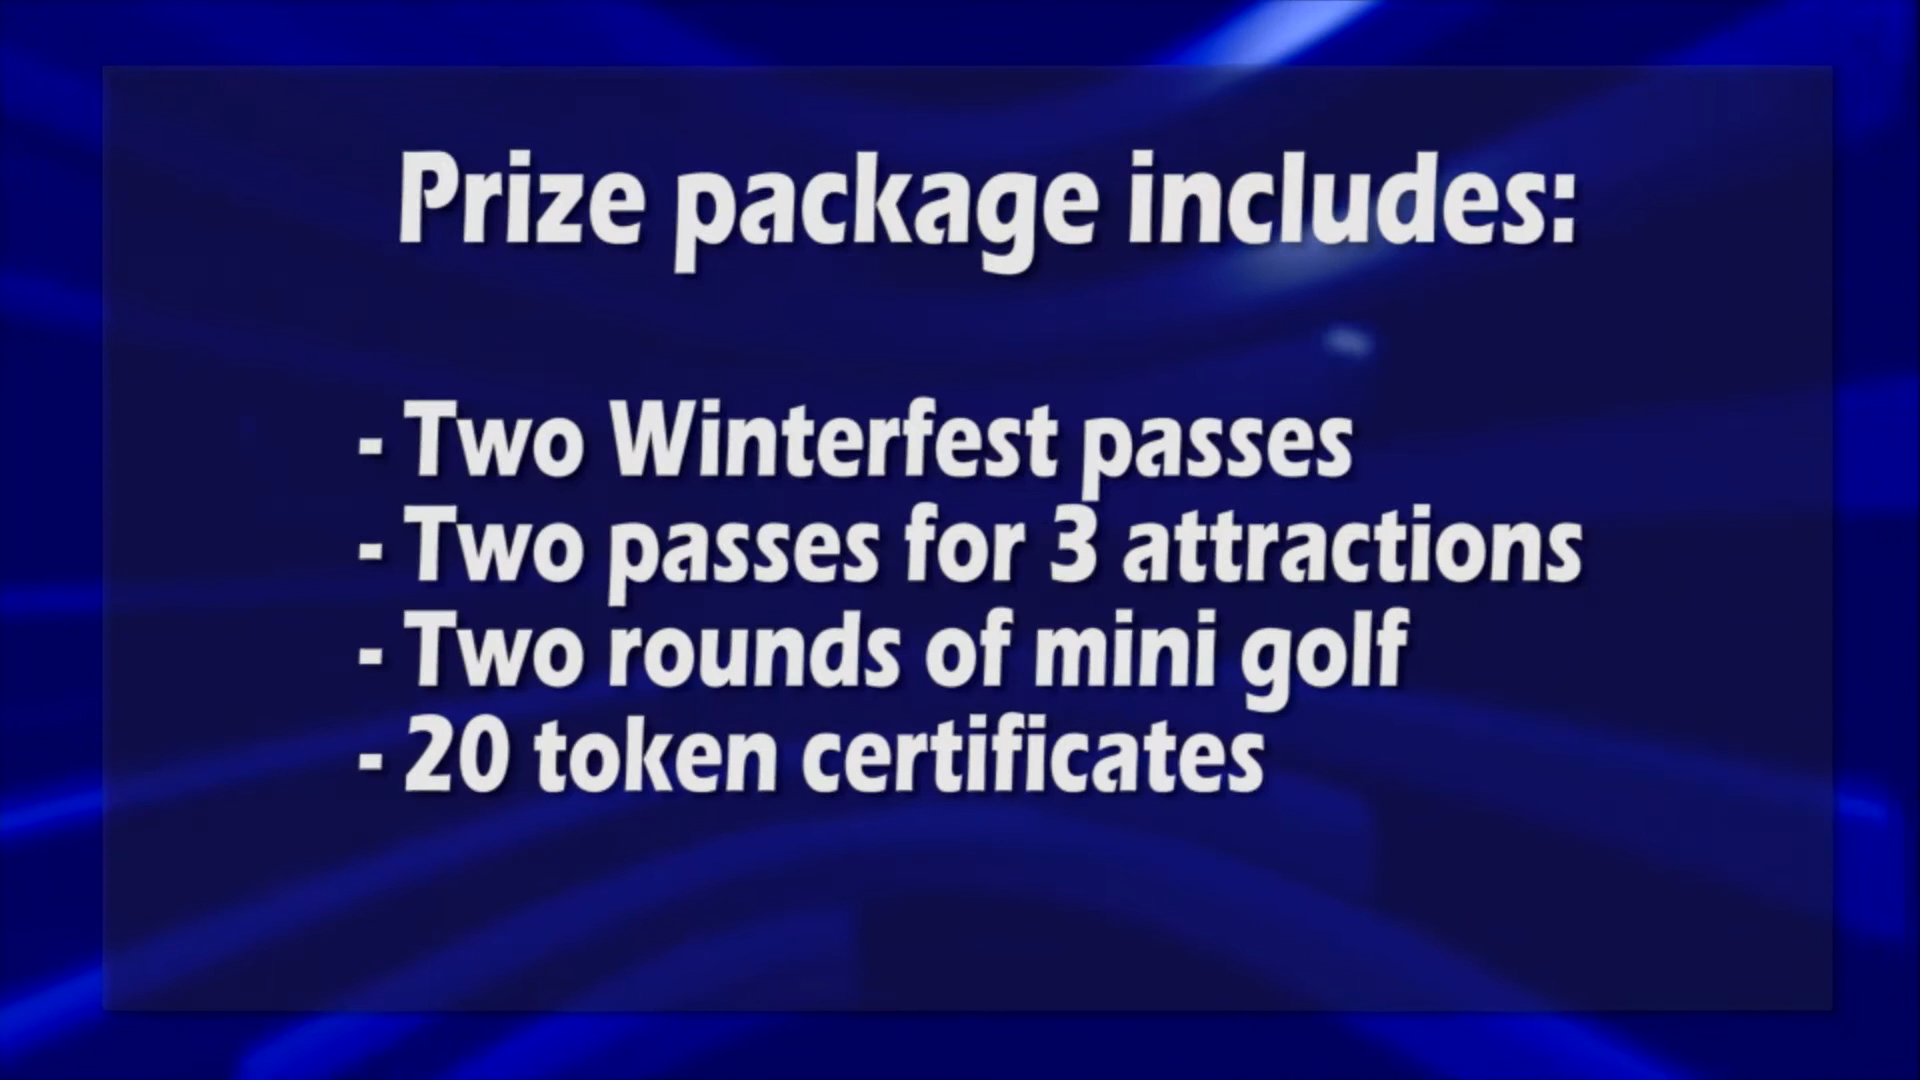 Prize package includes:
- Two Winterfest passes
- Two passes for 3 attractions
- Two rounds of mini golf
- 20 token certificates